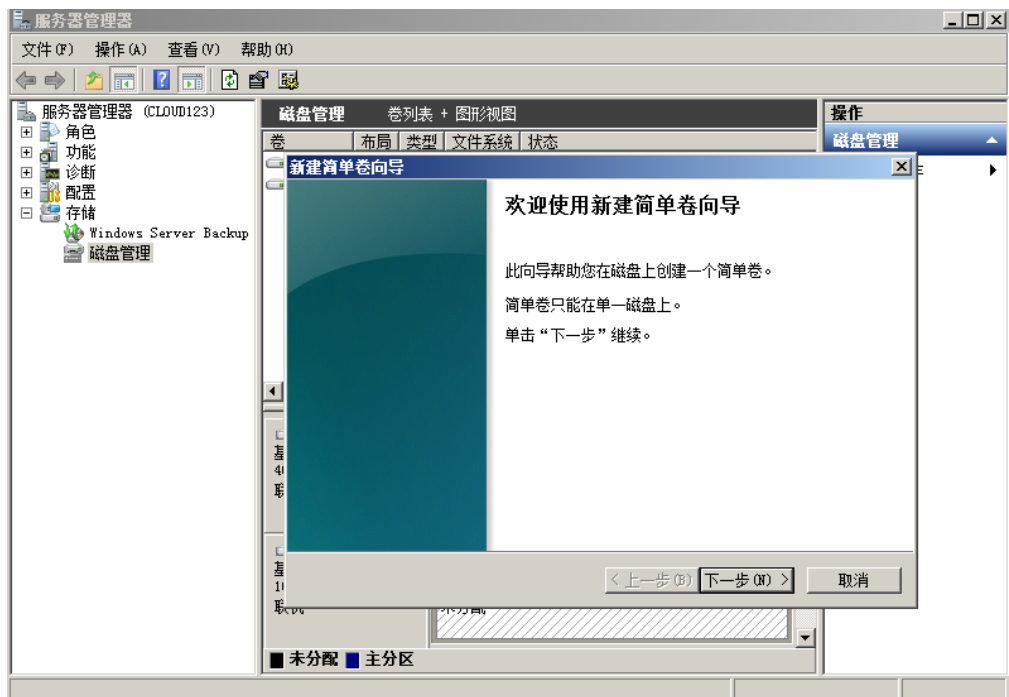 服务器管理器
文件(F) 操作(A) 查看(V) 帮助(H)
服务器管理器 (CLOUD123)
角色
功能
诊断
配置
存储
Windows Server Backup
磁盘管理
磁盘管理 卷列表 + 图形视图
卷 布局 类型 文件系统 状态
新建简单卷向导
欢迎使用新建简单卷向导
此向导帮助您在磁盘上创建一个简单卷。
简单卷只能在单一磁盘上。
单击“下一步”继续。
< 上一步(B) 下一步(N) > 取消
未分配 主分区
操作
磁盘管理